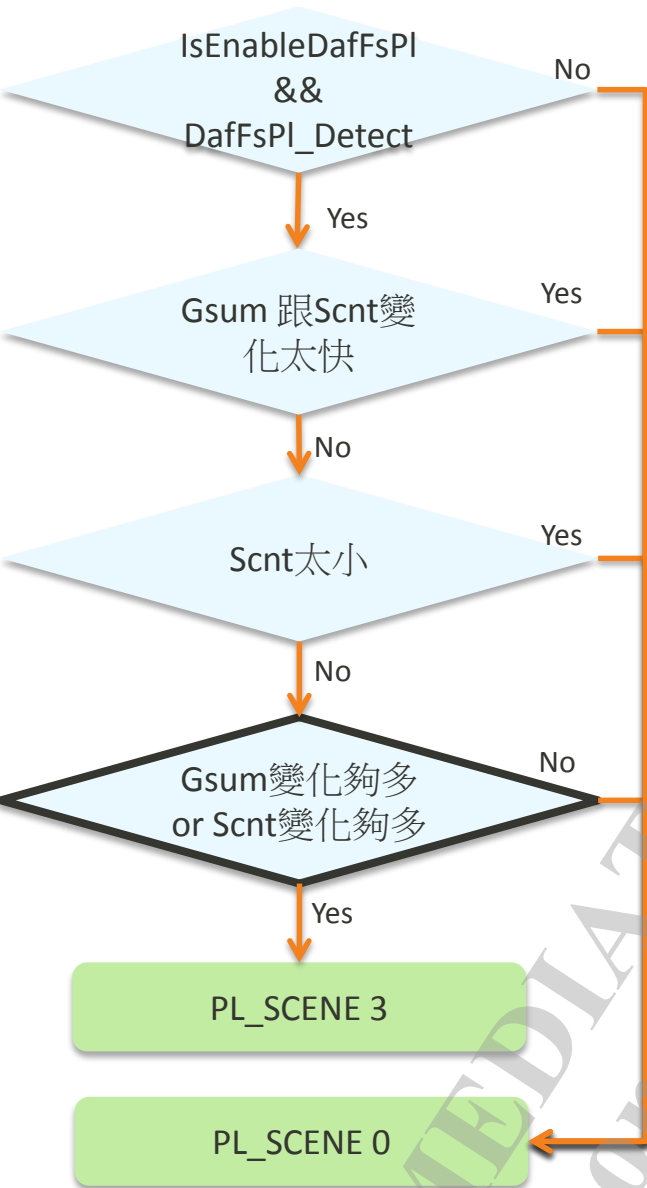 IsEnableDafFsPl
&&
DafFsPl_Detect
No
Yes
Gsum 跟Scnt變
化太快
Yes
No
Scnt太小
Yes
No
Gsum變化夠多
or Scnt變化夠多
No
Yes
PL_SCENE 3
PL_SCENE 0
MEDIAT